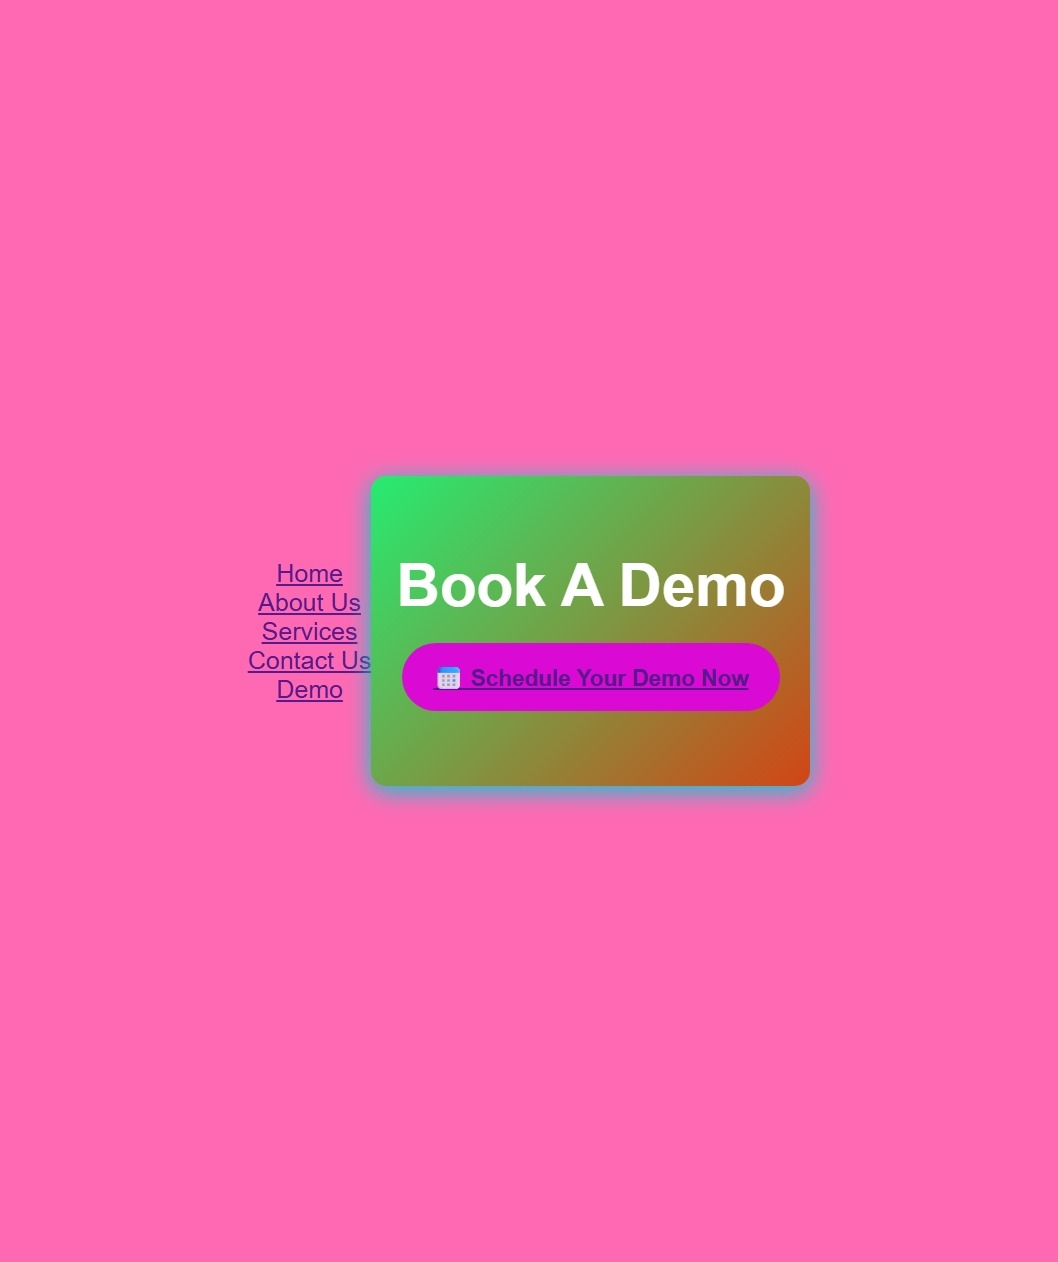 Home
About Us
Services
Contact Us
Demo
Book A Demo
Schedule Your Demo Now